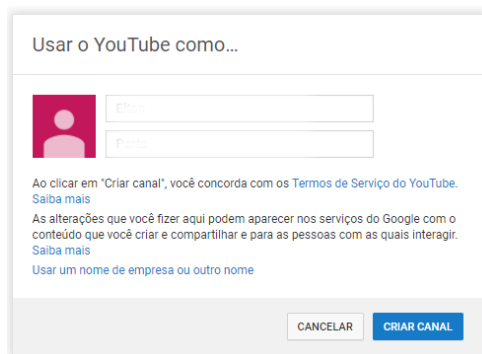 Usar o YouTube como...
Ao clicar em "Criar canal", você concorda com os Termos de Serviço do YouTube.
Saiba mais
As alterações que você fizer aqui podem aparecer nos serviços do Google com o
conteúdo que você criar e compartilhar e para as pessoas com as quais interagir.
Saiba mais
Usar um nome de empresa ou outro nome
CANCELAR
CRIAR CANAL